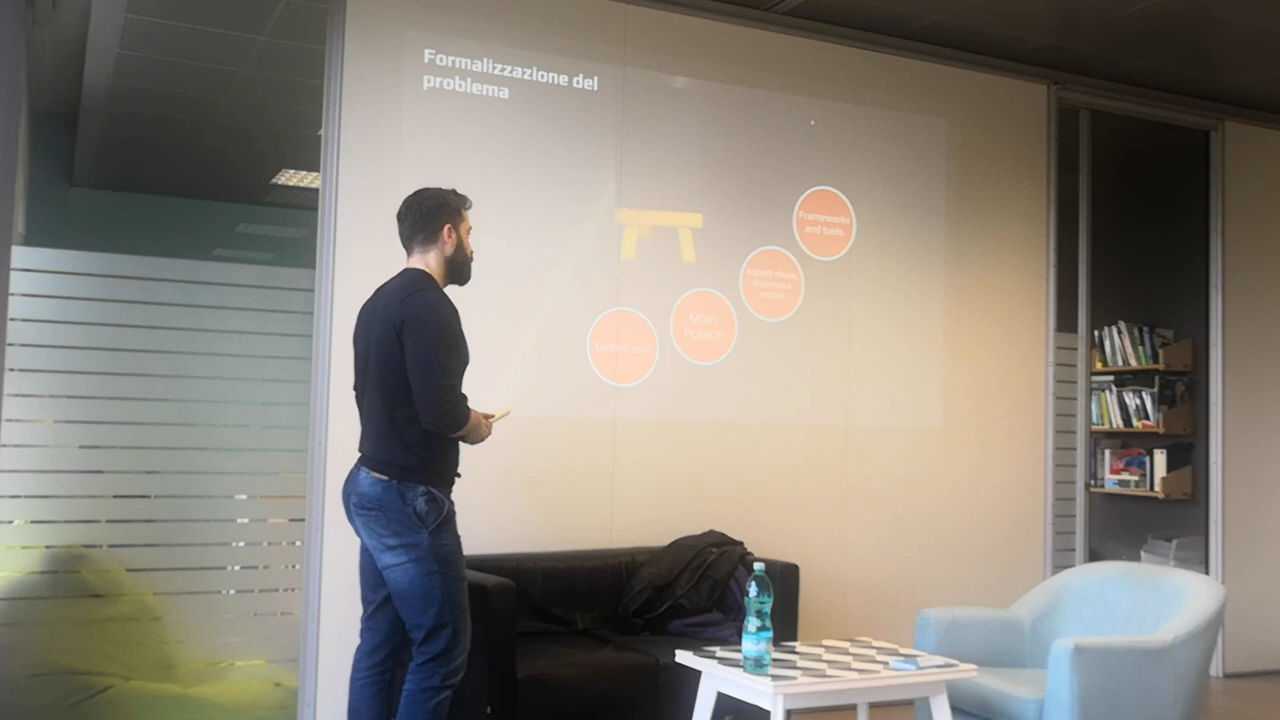 Formalizzazione del
problema
Frameworks
and tools
MDP/
POMDP
Definizioni